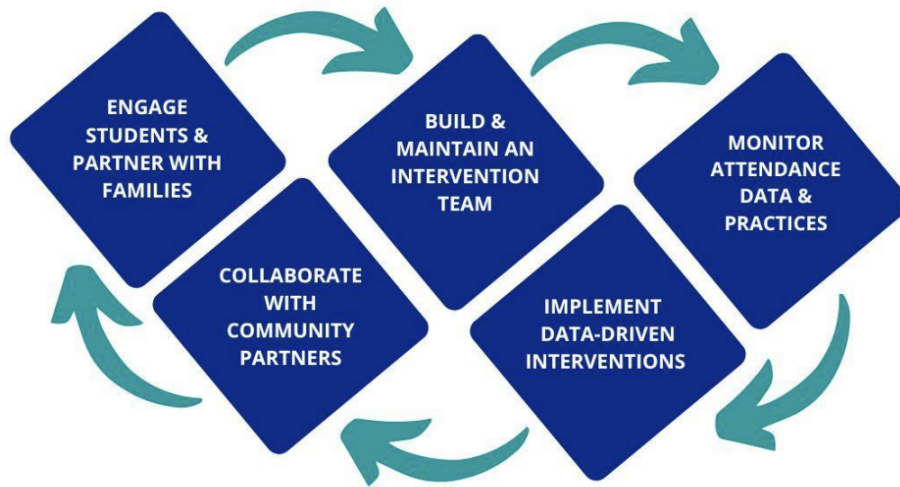 ENGAGE
STUDENTS &
PARTNER WITH
FAMILIES
BUILD &
MAINTAIN AN
INTERVENTION
TEAM
MONITOR
ATTENDANCE
DATA &
PRACTICES
IMPLEMENT
DATA-DRIVEN
INTERVENTIONS
COLLABORATE
WITH
COMMUNITY
PARTNERS